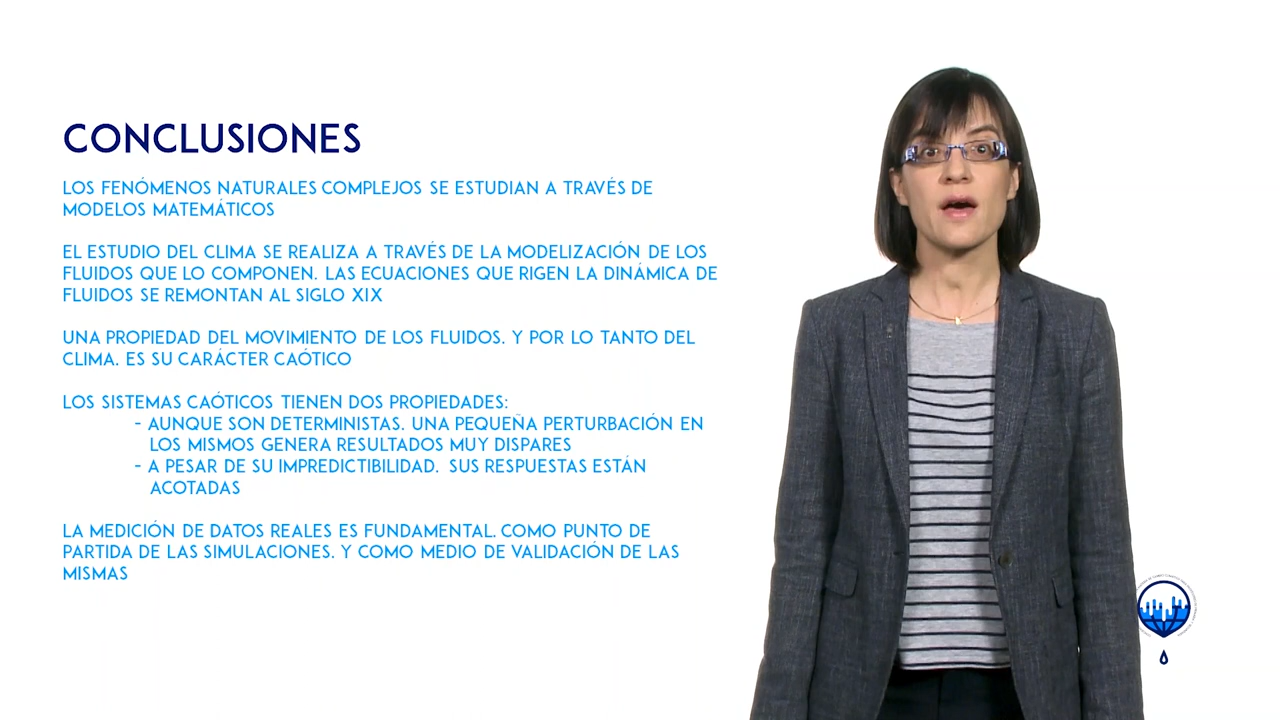 CONCLUSIONES
LOS FENÓMENOS NATURALES COMPLEJOS SE ESTUDIAN A TRAVÉS DE
MODELOS MATEMÁTICOS
EL ESTUDIO DEL CLIMA SE REALIZA A TRAVÉS DE LA MODELIZACIÓN DE LOS
FLUIDOS QUE LO COMPONEN. LAS ECUACIONES QUE RIGEN LA DINÁMICA DE
FLUIDOS SE REMONTAN AL SIGLO XIX
UNA PROPIEDAD DEL MOVIMIENTO DE LOS FLUIDOS. Y POR LO TANTO DEL
CLIMA. ES SU CARÁCTER CAÓTICO
LOS SISTEMAS CAÓTICOS TIENEN DOS PROPIEDADES:
- AUNQUE SON DETERMINISTAS. UNA PEQUEÑA PERTURBACIÓN EN
LOS MISMOS GENERA RESULTADOS MUY DISPARES
- A PESAR DE SU IMPREDICTIBILIDAD. SUS RESPUESTAS ESTÁN
ACOTADAS
LA MEDICIÓN DE DATOS REALES ES FUNDAMENTAL. COMO PUNTO DE
PARTIDA DE LAS SIMULACIONES. Y COMO MEDIO DE VALIDACIÓN DE LAS
MISMAS